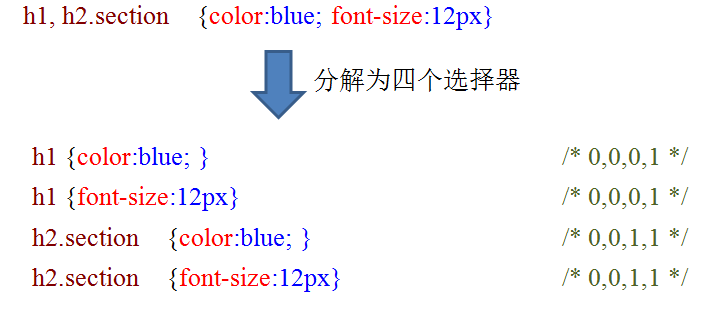 h1, h2.section {color:blue; font-size:12px}
分解为四个选择器
h1 {color:blue; } /* 0,0,0,1 */
h1 {font-size:12px} /* 0,0,0,1 */
h2.section {color:blue; } /* 0,0,1,1 */
h2.section {font-size:12px} /* 0,0,1,1 */